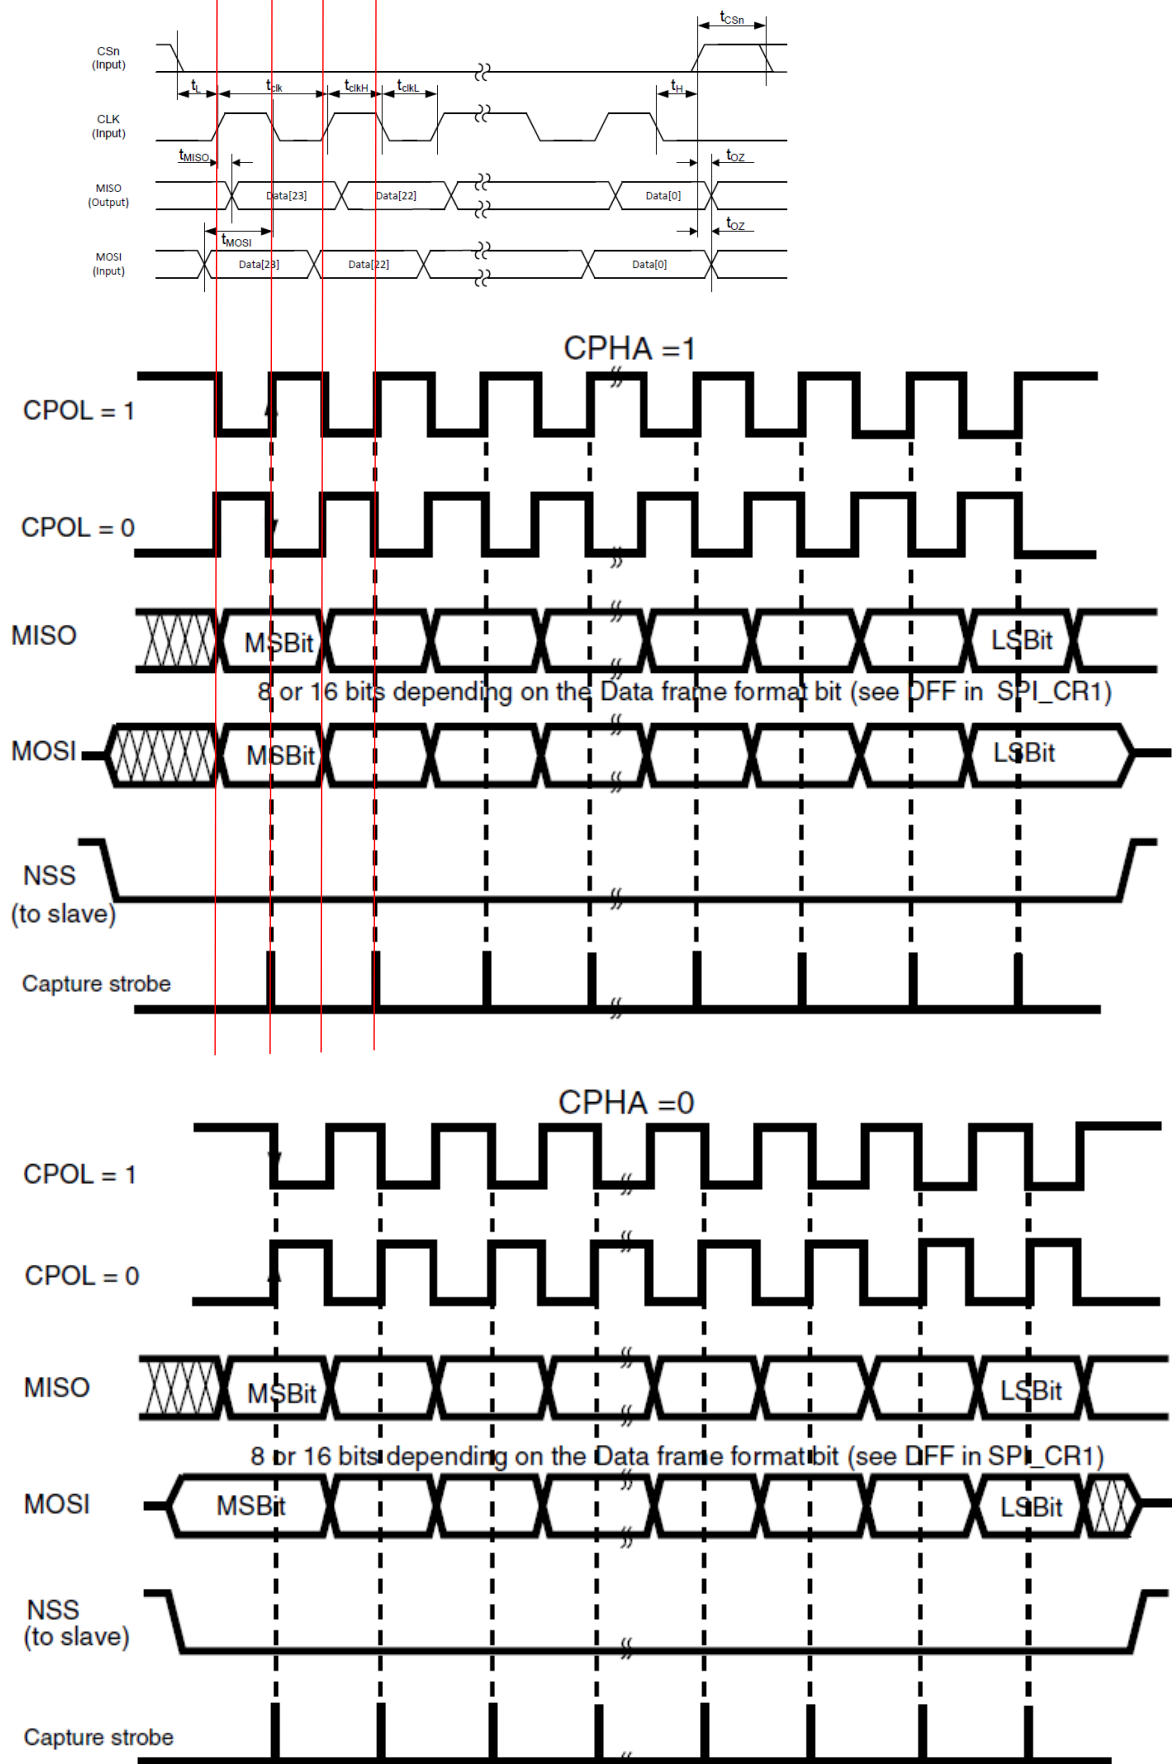 tCSn
CSn
(Input)
tL
tclk
tclkH
tclkL
tH
CLK
(Input)
tMISO
tOZ
MISO
(Output)
Data[23]
Data[22]
Data[0]
tMOSI
tOZ
MOSI
(Input)
Data[23]
Data[22]
Data[0]
CPHA =1
CPOL = 1
CPOL = 0
MISO
MSBit
LSBit
8 or 16 bits depending on the Data frame format bit (see DFF in SPI_CR1)
MOSI
MSBit
LSBit
NSS
(to slave)
Capture strobe
CPHA =0
CPOL = 1
CPOL = 0
MISO
MSBit
LSBit
8 or 16 bits depending on the Data frame format bit (see DFF in SPI_CR1)
MOSI
MSBit
LSBit
NSS
(to slave)
Capture strobe